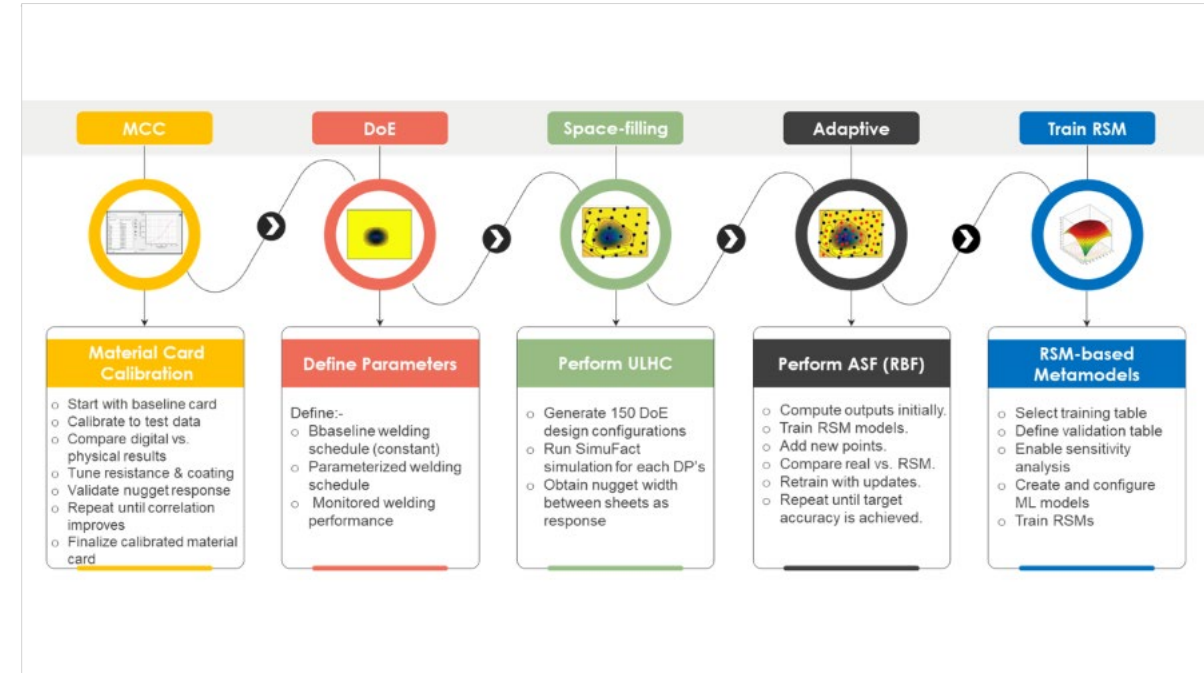 MCC
DoE
Space-filling
Adaptive
Train RSM
Material Card
Calibration
o Start with baseline card
o Calibrate to test data
o Compare digital vs.
physical results
o Tune resistance & coating
o Validate nugget response
o Repeat until correlation
improves
o Finalize calibrated material
card
Define Parameters
Define:-
o Bbaseline welding
schedule (constant)
o Parameterized welding
schedule
o Monitored welding
performance
Perform ULHC
o Generate 150 DoE
design configurations
o Run SimuFact
simulation for each DP's
o Obtain nugget width
between sheets as
response
Perform ASF (RBF)
o Compute outputs initially.
o Train RSM models.
o Add new points.
o Compare real vs. RSM.
o Retrain with updates.
o Repeat until target
accuracy is achieved.
RSM-based
Metamodels
o Select training table
o Define validation table
o Enable sensitivity
analysis
o Create and configure
ML models
o Train RSMs